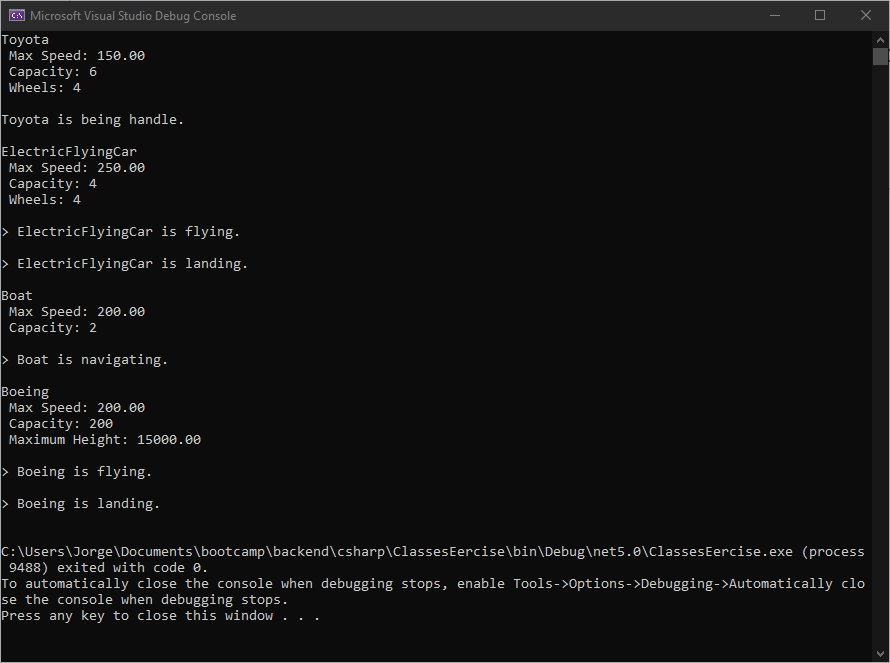 Microsoft Visual Studio Debug Console
Toyota
Max Speed: 150.00
Capacity: 6
Wheels: 4
Toyota is being handle.
ElectricFlyingCar
Max Speed: 250.00
Capacity: 4
Wheels: 4
> ElectricFlyingCar is flying.
> ElectricFlyingCar is landing.
Boat
Max Speed: 200.00
Capacity: 2
> Boat is navigating.
Boeing
Max Speed: 200.00
Capacity: 200
Maximum Height: 15000.00
> Boeing is flying.
> Boeing is landing.
C:\Users\Jorge\Documents\bootcamp\backend\csharp\ClassesEercise\bin\Debug\net5.0\ClassesEercise.exe (process
9488) exited with code 0.
To automatically close the console when debugging stops, enable Tools->Options->Debugging->Automatically clo
se the console when debugging stops.
Press any key to close this window . . .